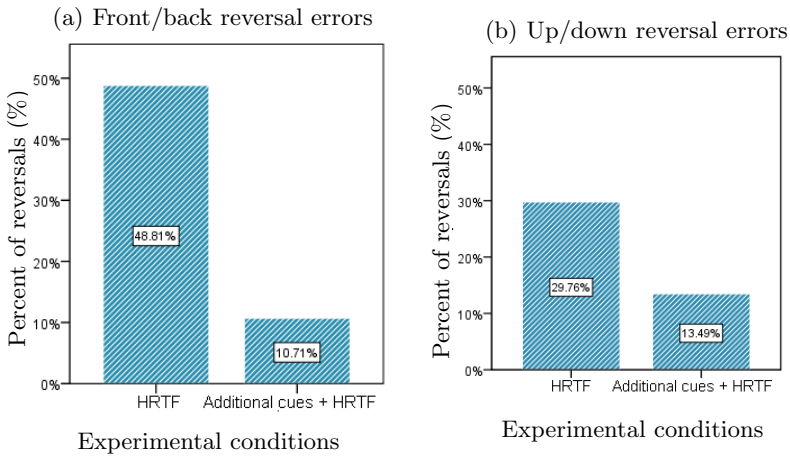 (a) Front/back reversal errors
Percent of reversals (%)
50%
40%
30%
20%
10%
0%
48.81%
10.71%
HRTF
Additional cues + HRTF
Experimental conditions
(b) Up/down reversal errors
Percent of reversals (%)
50%
40%
30%
20%
10%
0%
29.76%
13.49%
HRTF
Additional cues + HRTF
Experimental conditions